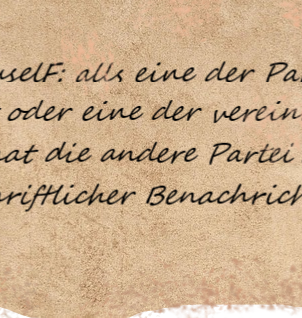 uselF: alls eine der Pa
oder eine der verein
at die andere Partei
riftlicher Benachrich